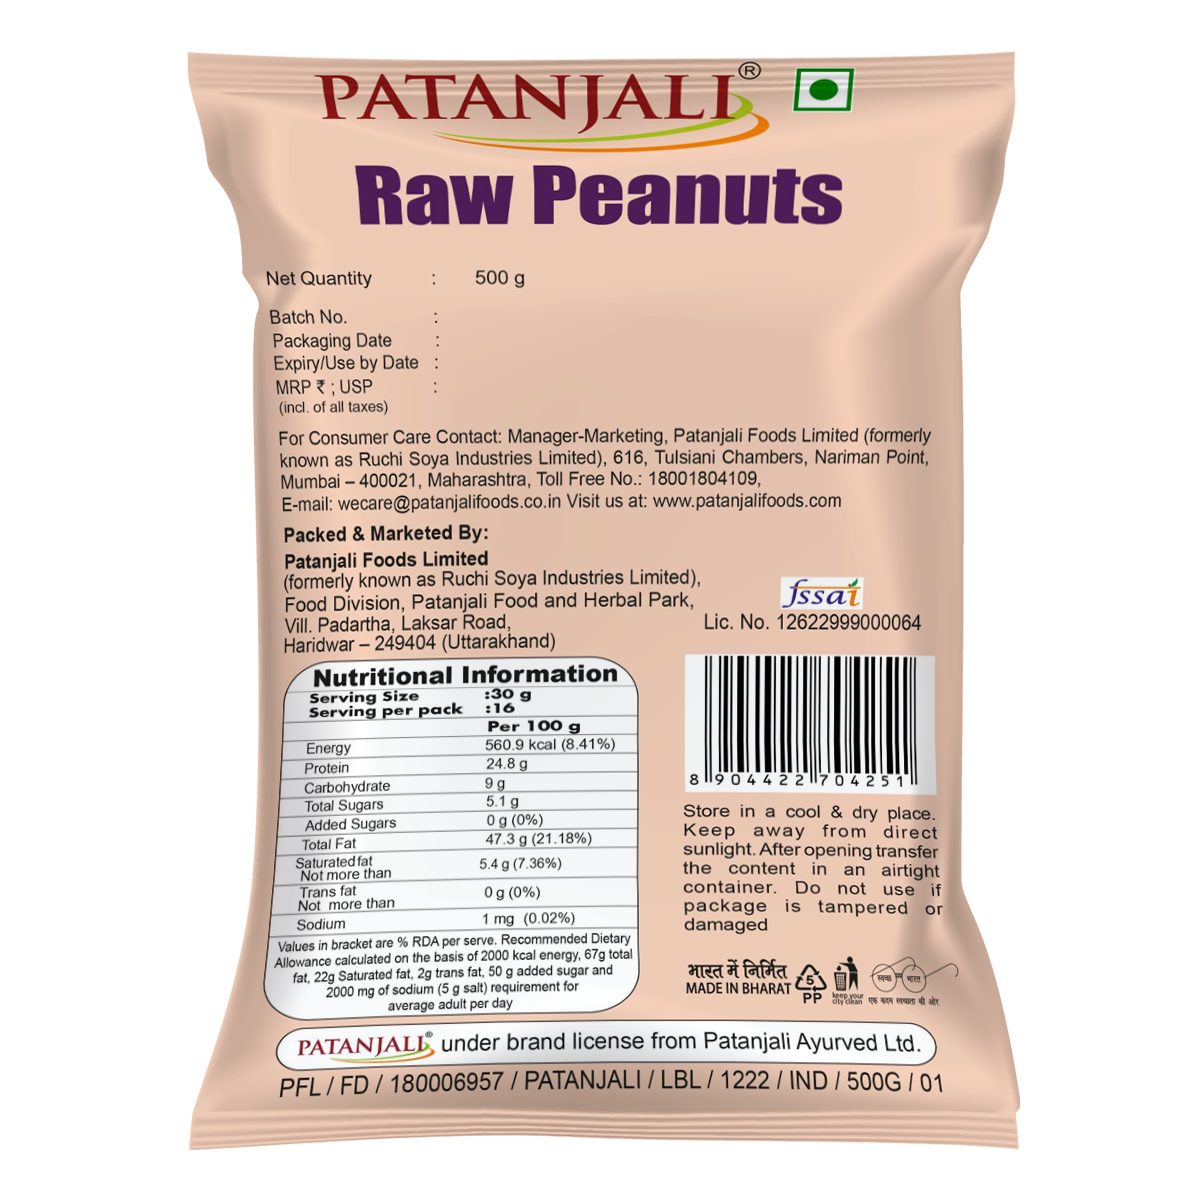 PATANJALI®
Raw Peanuts
Net Quantity : 500 g
Batch No. :
Packaging Date :
Expiry/Use by Date :
MRP ₹ ; USP :
(incl. of all taxes)
For Consumer Care Contact: Manager-Marketing, Patanjali Foods Limited (formerly
known as Ruchi Soya Industries Limited), 616, Tulsiani Chambers, Nariman Point,
Mumbai – 400021, Maharashtra, Toll Free No.: 18001804109,
E-mail: wecare@patanjalifoods.co.in Visit us at: www.patanjalifoods.com
Packed & Marketed By:
Patanjali Foods Limited
(formerly known as Ruchi Soya Industries Limited),
Food Division, Patanjali Food and Herbal Park,
Vill. Padartha, Laksar Road,
Haridwar – 249404 (Uttarakhand)
fssai
Lic. No. 12622999000064
Nutritional Information
Serving Size :30 g
Serving per pack :16
Per 100 g
Energy 560.9 kcal (8.41%)
Protein 24.8 g
Carbohydrate 9 g
Total Sugars 5.1 g
Added Sugars 0 g (0%)
Total Fat 47.3 g (21.18%)
Saturated fat
Not more than 5.4 g (7.36%)
Trans fat
Not more than 0 g (0%)
Sodium 1 mg (0.02%)
Values in bracket are % RDA per serve. Recommended Dietary
Allowance calculated on the basis of 2000 kcal energy, 67g total
fat, 22g Saturated fat, 2g trans fat, 50 g added sugar and
2000 mg of sodium (5 g salt) requirement for
average adult per day
8 904422 704251
Store in a cool & dry place.
Keep away from direct
sunlight. After opening transfer
the content in an airtight
container. Do not use if
package is tampered or
damaged
भारत में निर्मित
MADE IN BHARAT
5
PP
keep your
city clean
स्वच्छ भारत
एक कदम स्वच्छता की ओर
PATANJALI® under brand license from Patanjali Ayurved Ltd.
PFL / FD / 180006957 / PATANJALI / LBL / 1222 / IND / 500G / 01